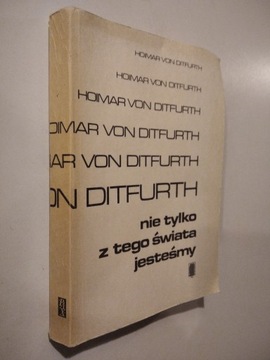 HOIMAR VON DITFURTH
HOIMAR VON DITFURTH
HOIMAR VON DITFURTH
HOIMAR VON DITFURTH
MAR VON DITFURTH
ON DITFURTH
nie tylko
z tego świata
jesteśmy